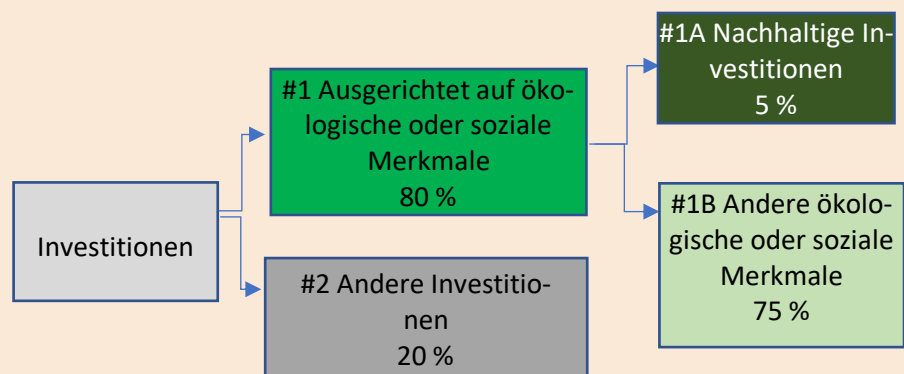 Investitionen
#1 Ausgerichtet auf öko-
logische oder soziale
Merkmale
80 %
#2 Andere Investitio-
nen
20 %
#1A Nachhaltige In-
vestitionen
5 %
#1B Andere ökolo-
gische oder soziale
Merkmale
75 %